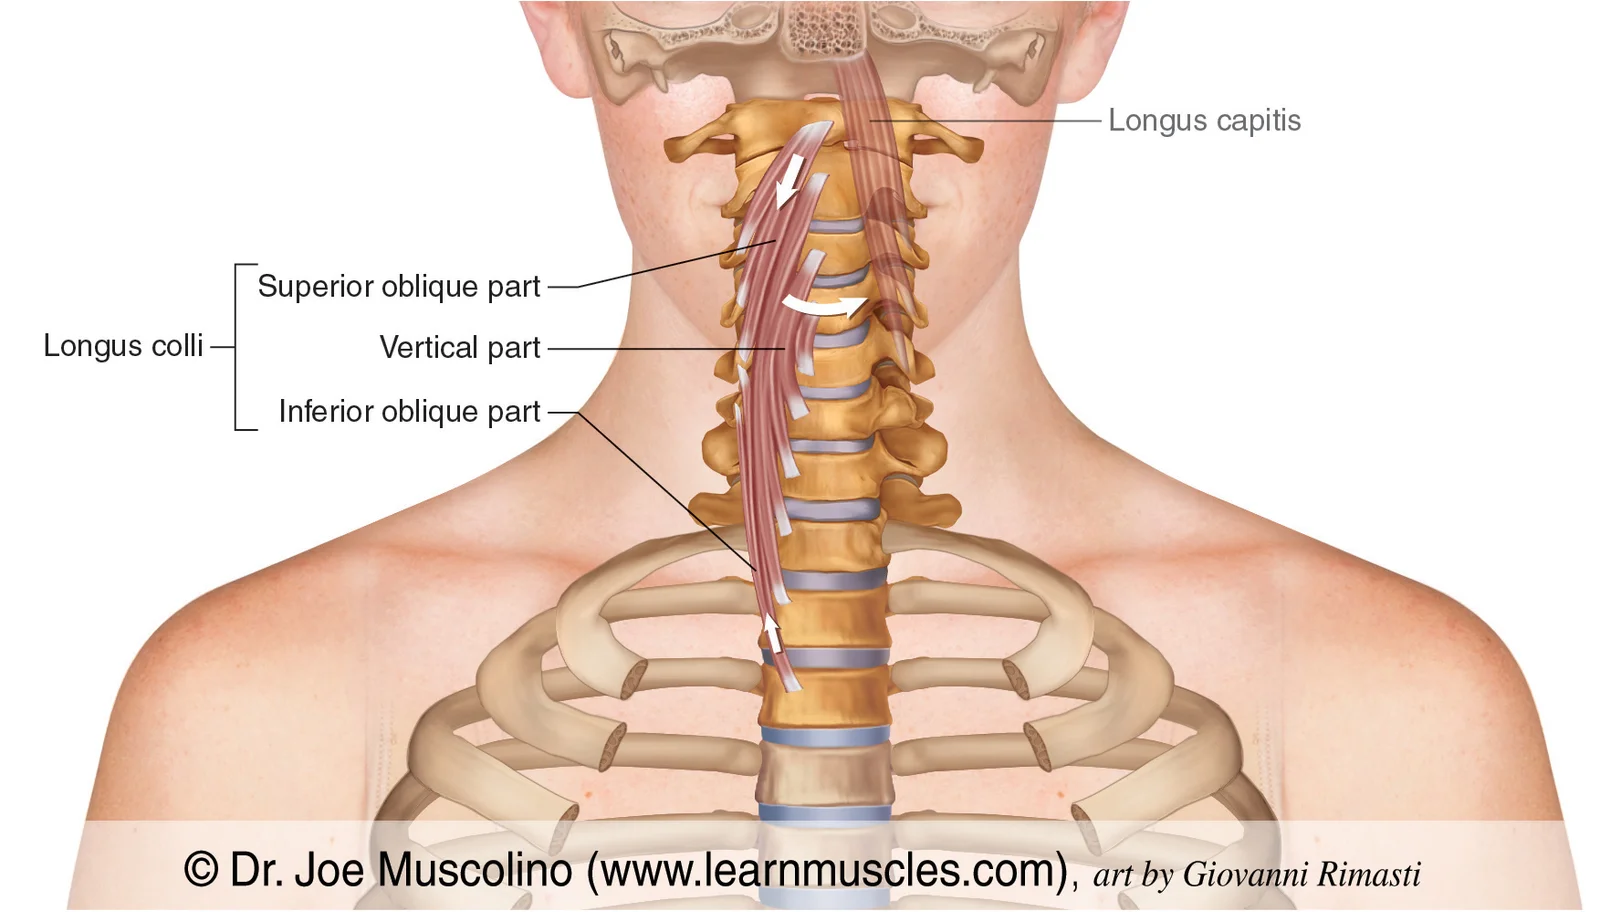 Longus capitis
Superior oblique part
Longus colli
Vertical part
Inferior oblique part
© Dr. Joe Muscolino (www.learnmuscles.com), art by Giovanni Rimasti